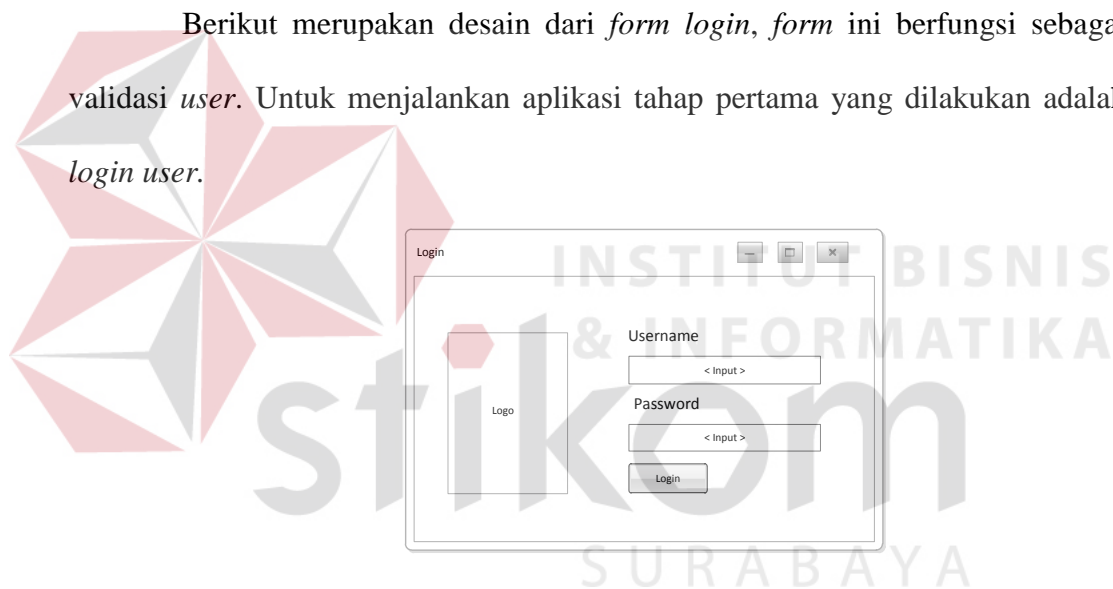 Berikut merupakan desain dari form login, form ini berfungsi sebaga
validasi user. Untuk menjalankan aplikasi tahap pertama yang dilakukan adalah
login user.
Login
INSTITUT BISNIS
& INFORMATIKA
Username
< Input >
Logo
Password
< Input >
stikom
Login
SURABAYA